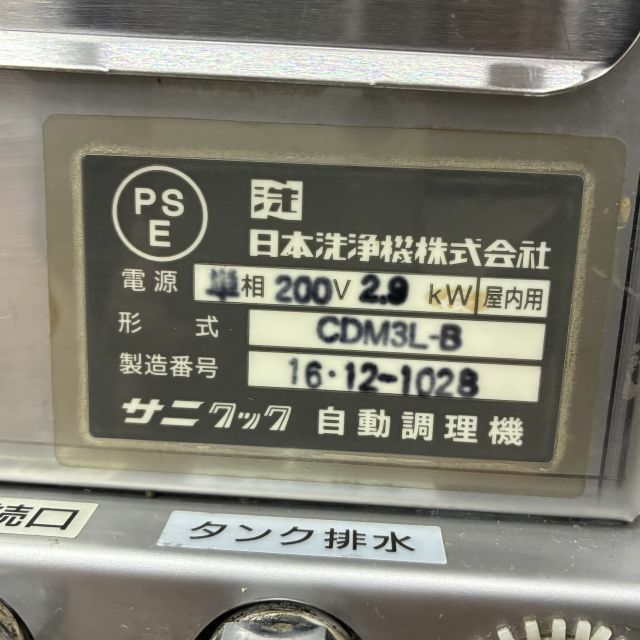 PS
E
日本洗浄機株式会社
電源 単相 200V 2.9 kW 屋内用
形式 CDM3L-B
製造番号 16・12-1028
サニクック 自動調理機
続口
タンク排水